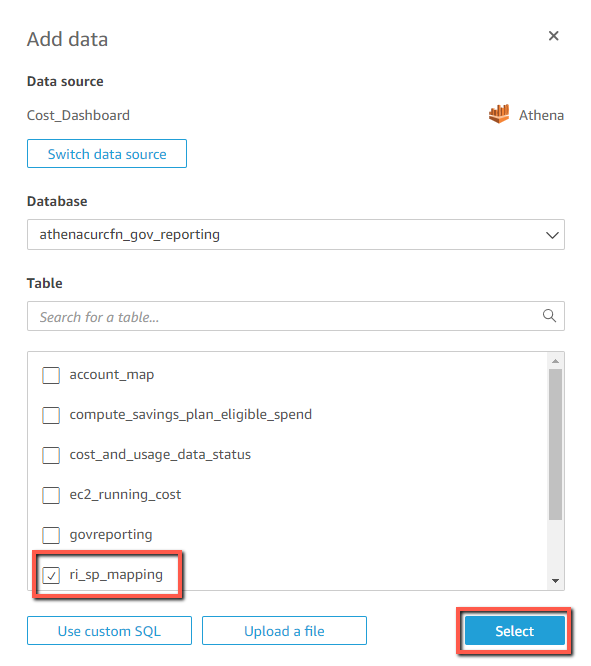 Add data
Data source
Cost_Dashboard Athena
Switch data source
Database
athenacurcfn_gov_reporting
Table
Search for a table...
account_map
compute_savings_plan_eligible_spend
cost_and_usage_data_status
ec2_running_cost
govreporting
ri_sp_mapping
Use custom SQL Upload a file Select